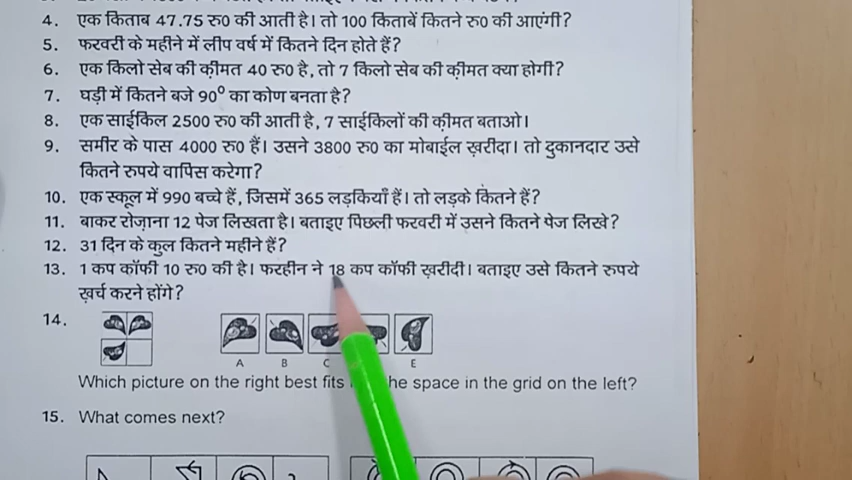 4. एक किताब 47.75 रु0 की आती है। तो 100 किताबें कितने रु0 की आएंगी?
5. फरवरी के महीने में लीप वर्ष में कितने दिन होते हैं?
6. एक किलो सेब की क़ीमत 40 रु0 है, तो 7 किलो सेब की क़ीमत क्या होगी?
7. घड़ी में कितने बजे 90⁰ का कोण बनता है?
8. एक साईकिल 2500 रु0 की आती है, 7 साईकिलों की क़ीमत बताओ।
9. समीर के पास 4000 रु0 हैं। उसने 3800 रु0 का मोबाईल ख़रीदा। तो दुकानदार उसे
कितने रुपये वापिस करेगा?
10. एक स्कूल में 990 बच्चे हैं, जिसमें 365 लड़कियाँ हैं। तो लड़के कितने हैं?
11. बाकर रोज़ाना 12 पेज लिखता है। बताइए पिछली फरवरी में उसने कितने पेज लिखे?
12. 31 दिन के कुल कितने महीने हैं?
13. 1 कप कॉफी 10 रु0 की है। फरहीन ने 18 कप कॉफी ख़रीदी। बताइए उसे कितने रुपये
ख़र्च करने होंगे?
14.
A B C E
Which picture on the right best fits he space in the grid on the left?
15. What comes next?